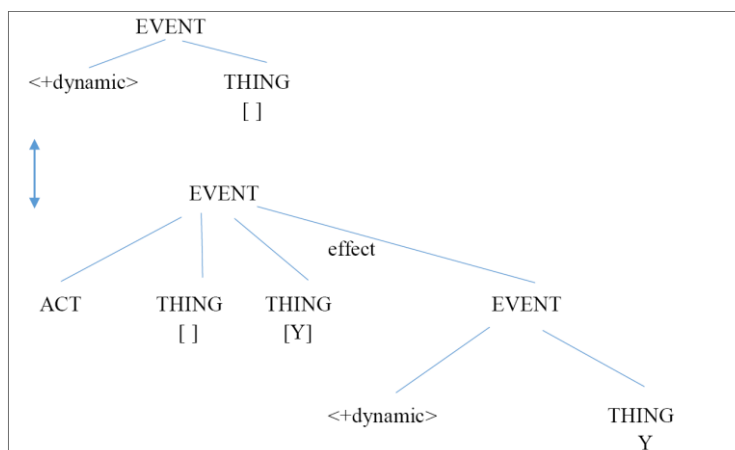 EVENT
<+dynamic> THING
[ ]
EVENT
effect
ACT THING THING EVENT
[ ] [Y]
<+dynamic> THING
Y